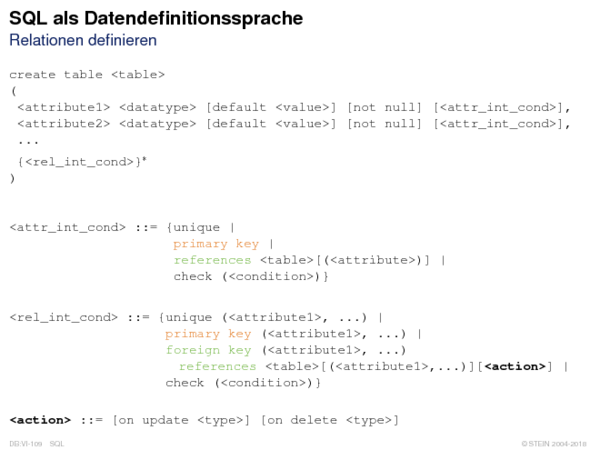 SQL als Datendefinitionssprache
Relationen definieren
create table <table>
(
<attribute1> <datatype> [default <value>] [not null] [<attr_int_cond>],
<attribute2> <datatype> [default <value>] [not null] [<attr_int_cond>],
...
{<rel_int_cond>}*
)
<attr_int_cond> ::= {unique |
primary key |
references <table>[(<attribute>)] |
check (<condition>)}
<rel_int_cond> ::= {unique (<attribute1>, ...) |
primary key (<attribute1>, ...) |
foreign key (<attribute1>, ...)
references <table>[(<attribute1>,...)][<action>] |
check (<condition>)}
<action> ::= [on update <type>] [on delete <type>]
DB:VI-109 SQL © STEIN 2004-2018